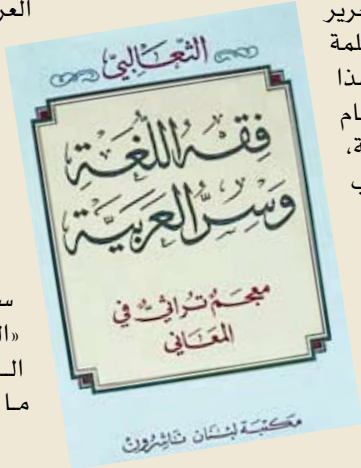 الثعالبي
فقه اللغة
وسر العربية
معجم تراثي في
المعاني
مكتبة لبنان ناشرون